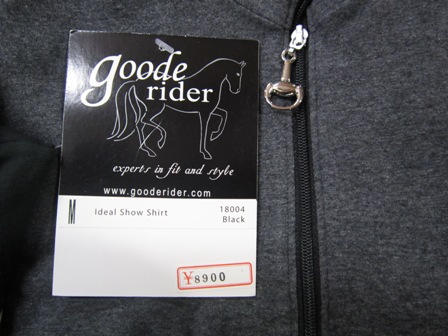 goode
rider
experts in fit and style
www.gooderider.com
M Ideal Show Shirt 18004
Black
¥8900